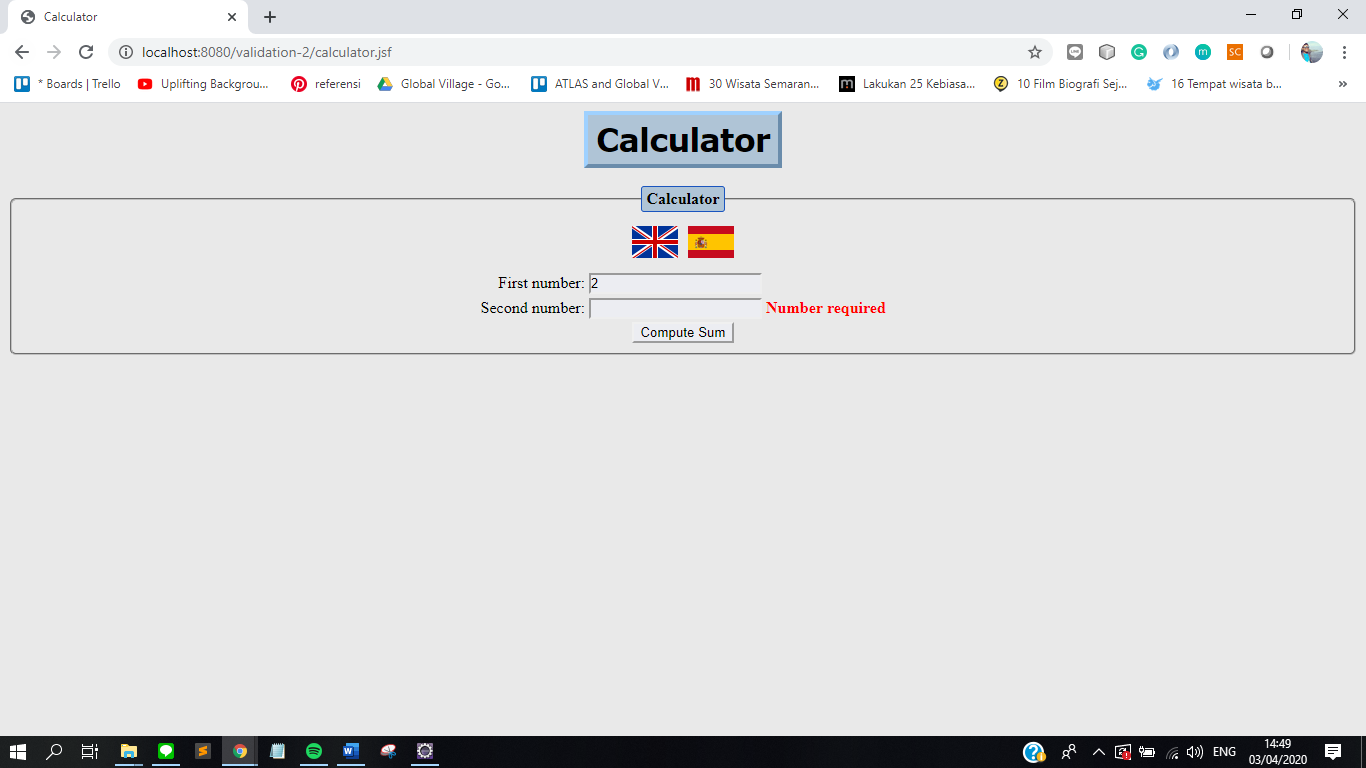 Calculator
localhost:8080/validation-2/calculator.jsf
SC
* Boards | Trello Uplifting Backgrou... referensi Global Village - Go... ATLAS and Global V... 30 Wisata Semaran... Lakukan 25 Kebiasa... 10 Film Biografi Sej... 16 Tempat wisata b... »
Calculator
Calculator
First number: 2
Second number: Number required
Compute Sum
ENG
14:49
03/04/2020